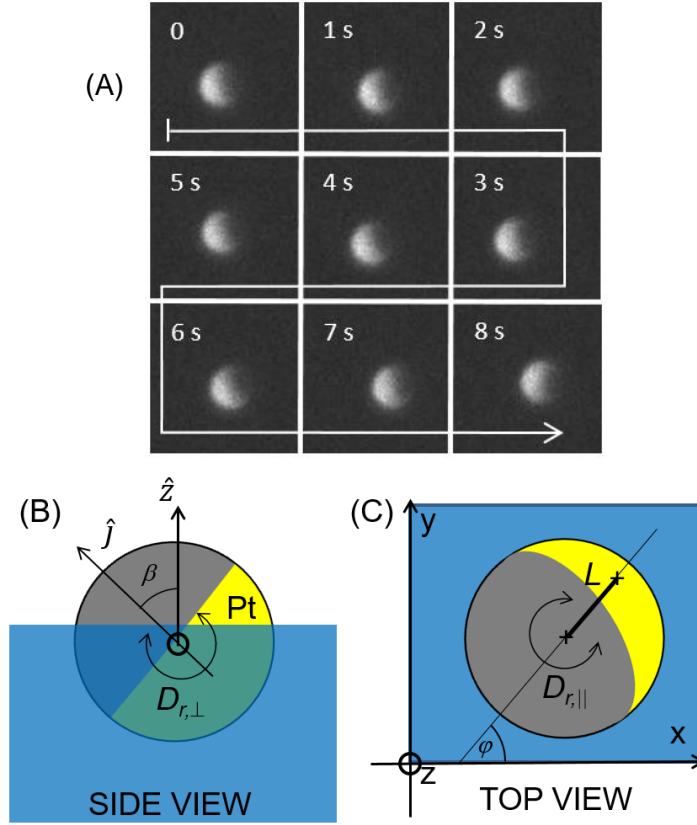 (A)
0 1 s 2 s
5 s 4 s 3 s
6 s 7 s 8 s
(B) ẑ (C)
ĵ β y L
Pt
D_{r,⊥} D_{r,||}
φ x
z
SIDE VIEW TOP VIEW